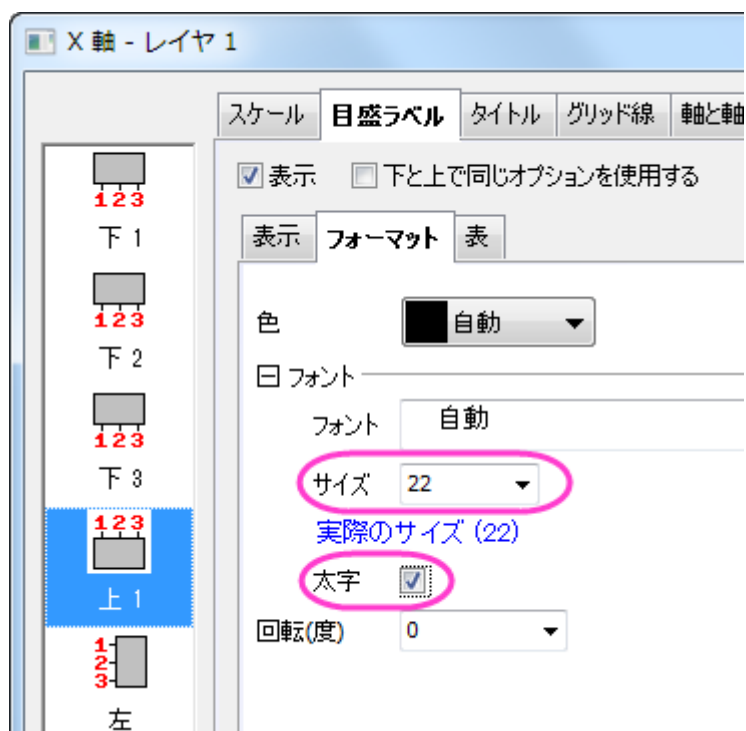 X 軸 - レイヤ 1
スケール 目盛ラベル タイトル グリッド線 軸と軸
表示 下と上で同じオプションを使用する
表示 フォーマット 表
123
下 1
123
下 2
123
下 3
123
上 1
1
2
3
左
色 自動
フォント
フォント 自動
サイズ 22
実際のサイズ (22)
太字
回転(度) 0